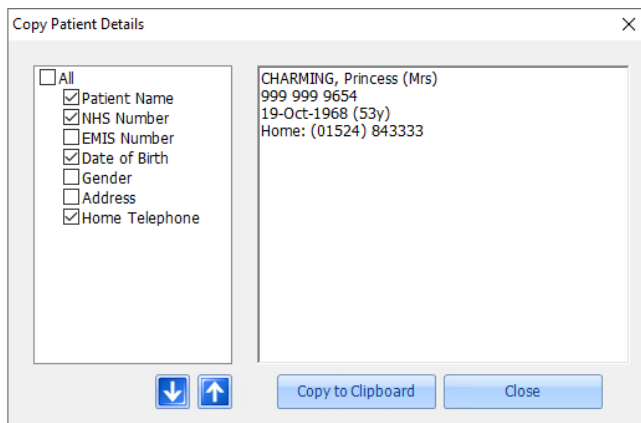 Copy Patient Details
All
Patient Name
NHS Number
EMIS Number
Date of Birth
Gender
Address
Home Telephone
CHARMING, Princess (Mrs)
999 999 9654
19-Oct-1968 (53y)
Home: (01524) 843333
Copy to Clipboard
Close